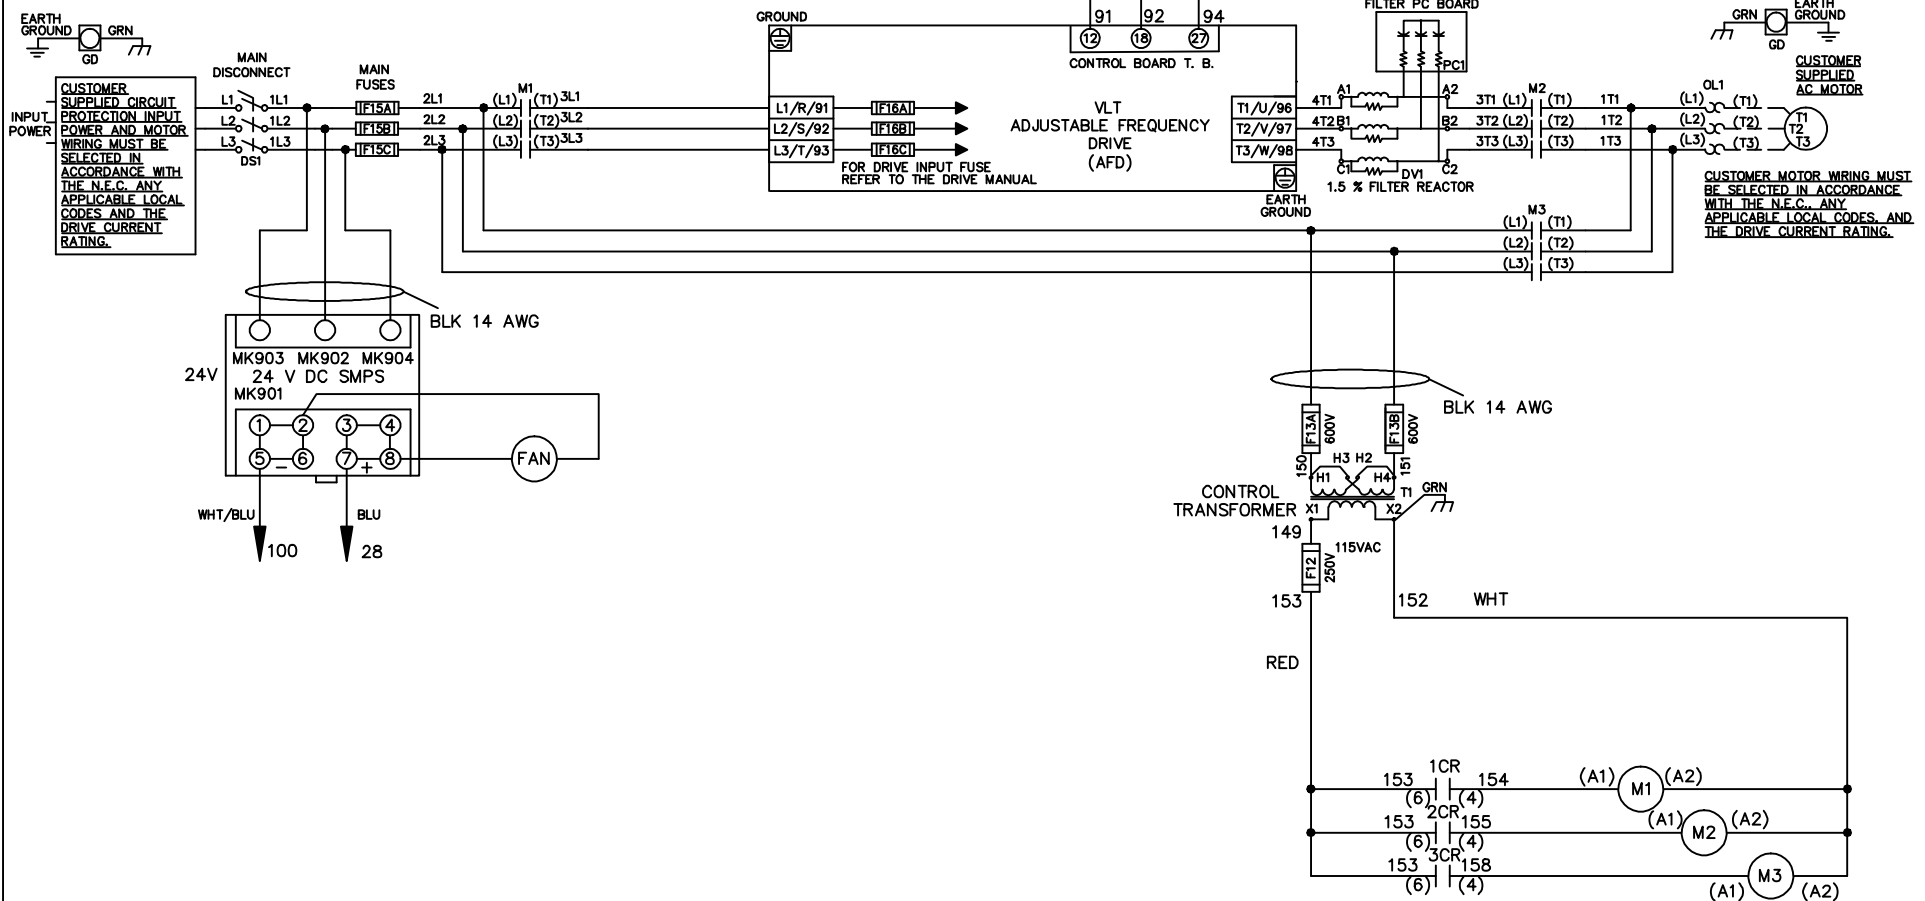 EARTH
GROUND
GRN
GD
GROUND
91 92 94
12 18 27
CONTROL BOARD T. B.
FILTER PC BOARD
PC1
GRN
EARTH
GROUND
GD
CUSTOMER
SUPPLIED
AC MOTOR
INPUT
POWER
CUSTOMER
SUPPLIED CIRCUIT
PROTECTION INPUT
POWER AND MOTOR
WIRING MUST BE
SELECTED IN
ACCORDANCE WITH
THE N.E.C. ANY
APPLICABLE LOCAL
CODES AND THE
DRIVE CURRENT
RATING.
MAIN
DISCONNECT
L1 1L1
L2 1L2
L3 1L3
DS1
MAIN
FUSES
F15A 2L1
F15B 2L2
F15C 2L3
M1
(L1) (T1) 3L1
(L2) (T2) 3L2
(L3) (T3) 3L3
L1/R/91 F16A
L2/S/92 F16B
L3/T/93 F16C
FOR DRIVE INPUT FUSE
REFER TO THE DRIVE MANUAL
VLT
ADJUSTABLE FREQUENCY
DRIVE
(AFD)
T1/U/96 4T1
T2/V/97 4T2
T3/W/98 4T3
EARTH
GROUND
A1 A2
B1 B2
C1 C2
DV1
1.5 % FILTER REACTOR
M2
3T1 (L1) (T1) 1T1
3T2 (L2) (T2) 1T2
3T3 (L3) (T3) 1T3
OL1
(L1) (T1)
(L2) (T2)
(L3) (T3)
T1
T2
T3
CUSTOMER MOTOR WIRING MUST
BE SELECTED IN ACCORDANCE
WITH THE N.E.C., ANY
APPLICABLE LOCAL CODES, AND
THE DRIVE CURRENT RATING.
M3
(L1) (T1)
(L2) (T2)
(L3) (T3)
BLK 14 AWG
MK903 MK902 MK904
24V
24 V DC SMPS
MK901
1 2 3 4
5 - 6 7 + 8
FAN
WHT/BLU
BLU
100
28
BLK 14 AWG
F13A 600V
F13B 600V
150
151
H3 H2
H1 H4
T1
GRN
CONTROL
TRANSFORMER
X1 X2
149
115VAC
F12 250V
153
152 WHT
RED
1CR
153 154 (A1) M1 (A2)
(6) (4)
2CR
153 155 (A1) M2 (A2)
(6) (4)
3CR
153 158 M3
(6) (4) (A1) (A2)